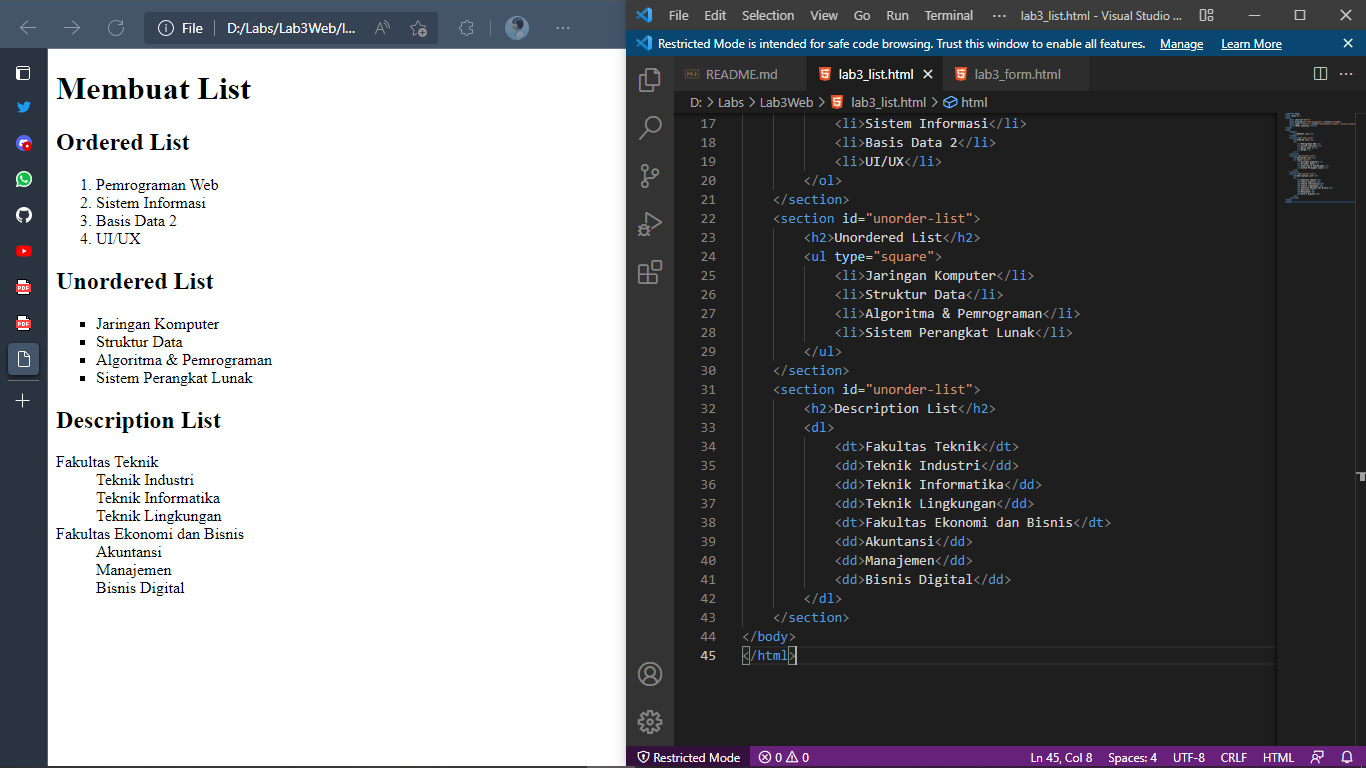 File D:/Labs/Lab3Web/l...
Membuat List
Ordered List
1. Pemrograman Web
2. Sistem Informasi
3. Basis Data 2
4. UI/UX
Unordered List
Jaringan Komputer
Struktur Data
Algoritma & Pemrograman
Sistem Perangkat Lunak
Description List
Fakultas Teknik
Teknik Industri
Teknik Informatika
Teknik Lingkungan
Fakultas Ekonomi dan Bisnis
Akuntansi
Manajemen
Bisnis Digital
File Edit Selection View Go Run Terminal ··· lab3_list.html - Visual Studio ...
Restricted Mode is intended for safe code browsing. Trust this window to enable all features. Manage Learn More
README.md lab3_list.html lab3_form.html
D: > Labs > Lab3Web > lab3_list.html > html
17 <li>Sistem Informasi</li>
18 <li>Basis Data 2</li>
19 <li>UI/UX</li>
20 </ol>
21 </section>
22 <section id="unorder-list">
23 <h2>Unordered List</h2>
24 <ul type="square">
25 <li>Jaringan Komputer</li>
26 <li>Struktur Data</li>
27 <li>Algoritma & Pemrograman</li>
28 <li>Sistem Perangkat Lunak</li>
29 </ul>
30 </section>
31 <section id="unorder-list">
32 <h2>Description List</h2>
33 <dl>
34 <dt>Fakultas Teknik</dt>
35 <dd>Teknik Industri</dd>
36 <dd>Teknik Informatika</dd>
37 <dd>Teknik Lingkungan</dd>
38 <dt>Fakultas Ekonomi dan Bisnis</dt>
39 <dd>Akuntansi</dd>
40 <dd>Manajemen</dd>
41 <dd>Bisnis Digital</dd>
42 </dl>
43 </section>
44 </body>
45 </html>
Restricted Mode 0 0 Ln 45, Col 8 Spaces: 4 UTF-8 CRLF HTML